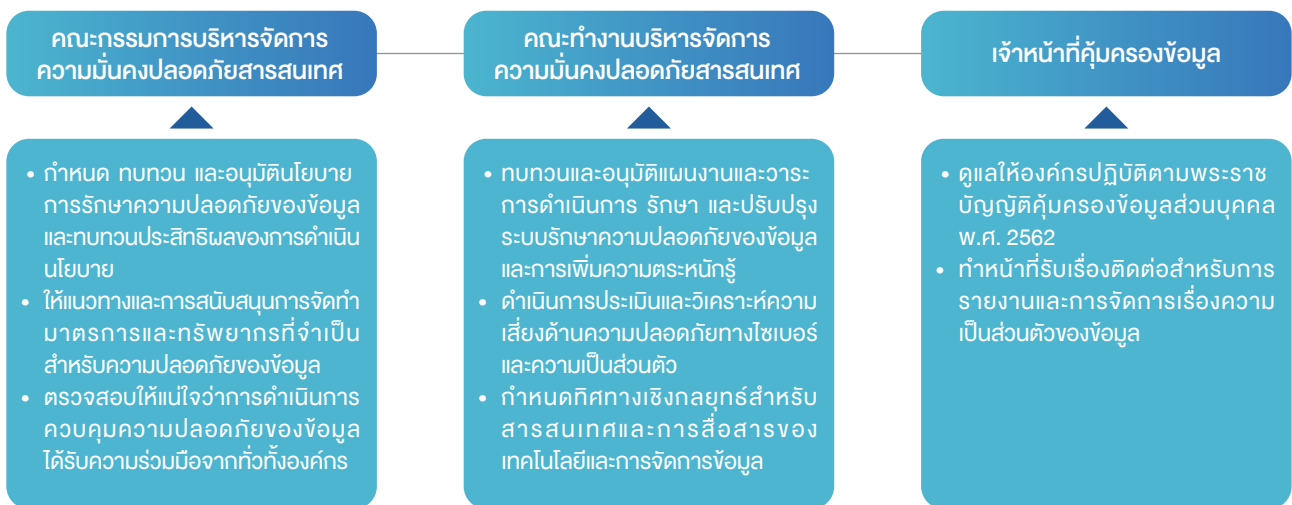 คณะกรรมการบริหารจัดการ
ความมั่นคงปลอดภัยสารสนเทศ
• กำหนด ทบทวน และอนุมัตินโยบาย
การรักษาความปลอดภัยของข้อมูล
และทบทวนประสิทธิผลของการดำเนิน
นโยบาย
• ให้แนวทางและการสนับสนุนการจัดทำ
มาตรการและทรัพยากรที่จำเป็น
สำหรับความปลอดภัยของข้อมูล
• ตรวจสอบให้แน่ใจว่าการดำเนินการ
ควบคุมความปลอดภัยของข้อมูล
ได้รับความร่วมมือจากทั่วทั้งองค์กร
คณะทำงานบริหารจัดการ
ความมั่นคงปลอดภัยสารสนเทศ
• ทบทวนและอนุมัติแผนงานและวาระ
การดำเนินการ รักษา และปรับปรุง
ระบบรักษาความปลอดภัยของข้อมูล
และการเพิ่มความตระหนักรู้
• ดำเนินการประเมินและวิเคราะห์ความ
เสี่ยงด้านความปลอดภัยทางไซเบอร์
และความเป็นส่วนตัว
• กำหนดทิศทางเชิงกลยุทธ์สำหรับ
สารสนเทศและการสื่อสารของ
เทคโนโลยีและการจัดการข้อมูล
เจ้าหน้าที่คุ้มครองข้อมูล
• ดูแลให้องค์กรปฏิบัติตามพระราช
บัญญัติคุ้มครองข้อมูลส่วนบุคคล
พ.ศ. 2562
• ทำหน้าที่รับเรื่องติดต่อสำหรับการ
รายงานและการจัดการเรื่องความ
เป็นส่วนตัวของข้อมูล